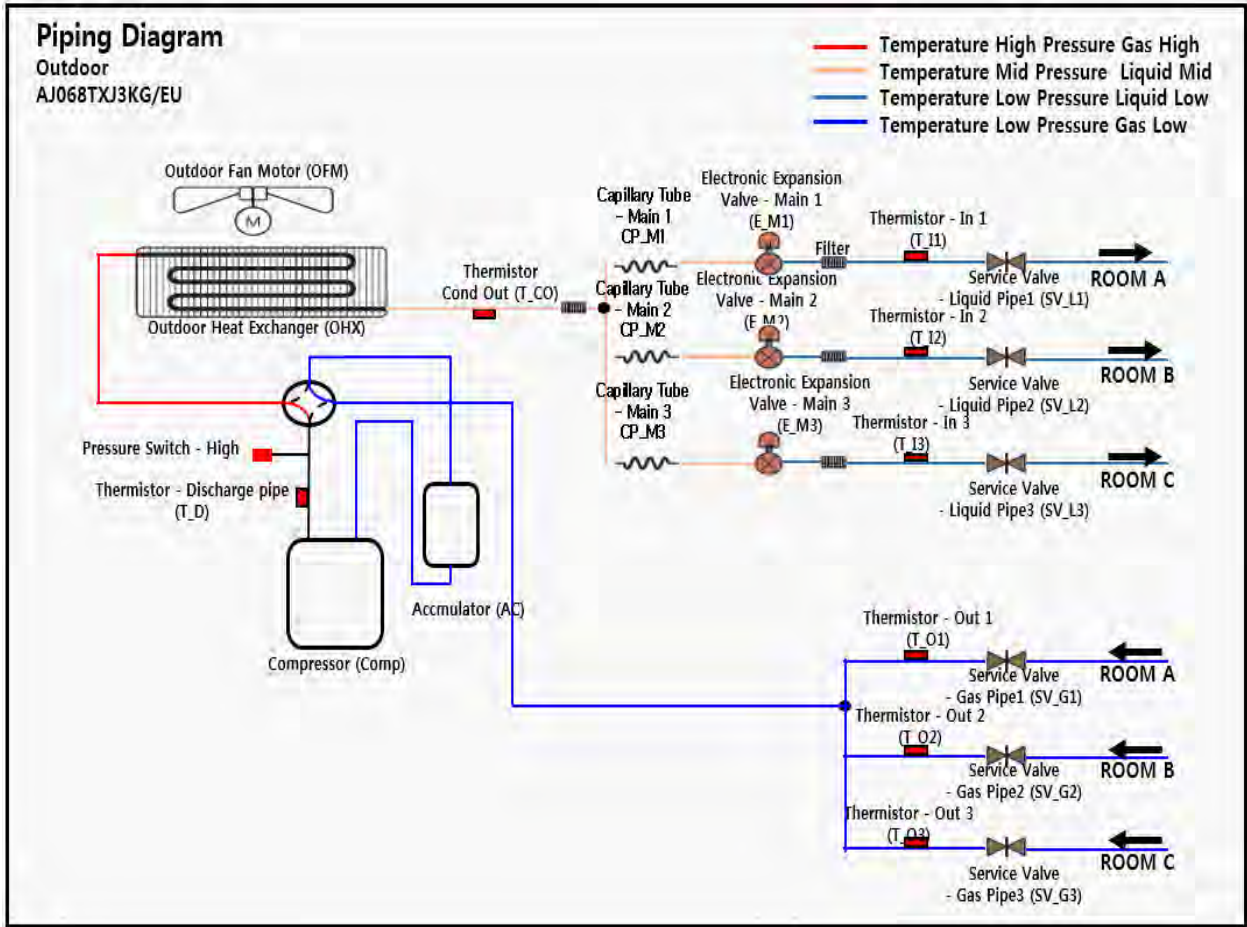 Piping Diagram
Outdoor
AJ068TXJ3KG/EU
Temperature High Pressure Gas High
Temperature Mid Pressure Liquid Mid
Temperature Low Pressure Liquid Low
Temperature Low Pressure Gas Low
Outdoor Fan Motor (OFM)
M
Outdoor Heat Exchanger (OHX)
Thermistor
Cond Out (T_CO)
Capillary Tube
- Main 1
CP_M1
Electronic Expansion
Valve - Main 1
(E_M1)
Filter
Thermistor - In 1
(T_I1)
Service Valve
- Liquid Pipe1 (SV_L1)
ROOM A
Capillary Tube
- Main 2
CP_M2
Electronic Expansion
Valve - Main 2
(E_M2)
Thermistor - In 2
(T_I2)
Service Valve
- Liquid Pipe2 (SV_L2)
ROOM B
Capillary Tube
- Main 3
CP_M3
Electronic Expansion
Valve - Main 3
(E_M3)
Thermistor - In 3
(T_I3)
Service Valve
- Liquid Pipe3 (SV_L3)
ROOM C
Pressure Switch - High
Thermistor - Discharge pipe
(T_D)
Accmulator (AC)
Compressor (Comp)
Thermistor - Out 1
(T_O1)
Service Valve
- Gas Pipe1 (SV_G1)
ROOM A
Thermistor - Out 2
(T_O2)
Service Valve
- Gas Pipe2 (SV_G2)
ROOM B
Thermistor - Out 3
(T_O3)
Service Valve
- Gas Pipe3 (SV_G3)
ROOM C